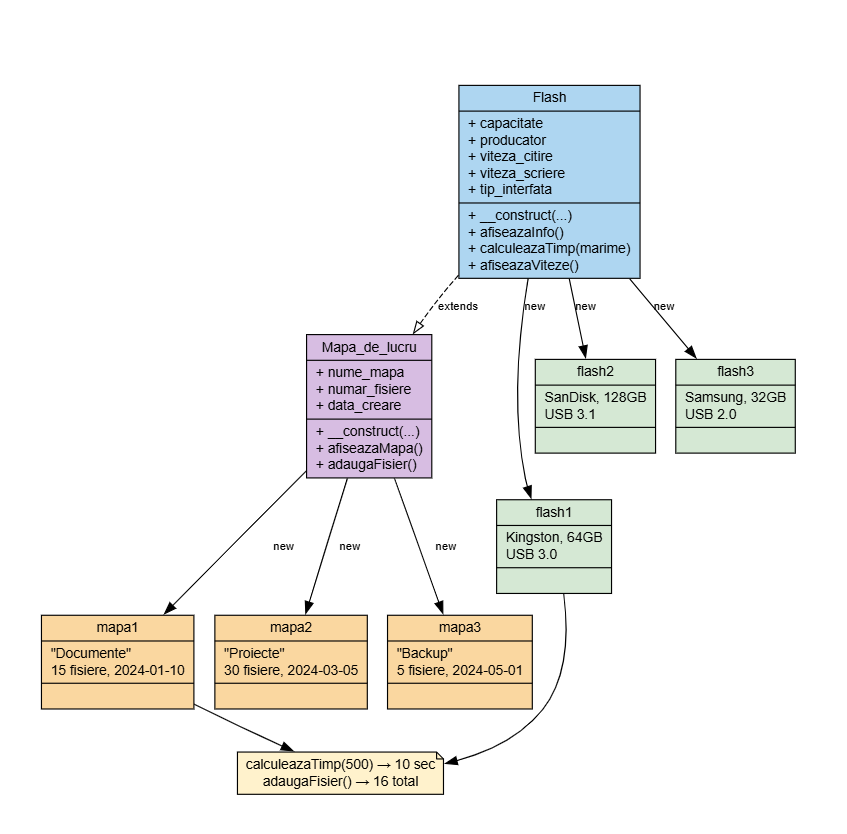 Flash
+ capacitate
+ producator
+ viteza_citire
+ viteza_scriere
+ tip_interfata
+ __construct(...)
+ afiseazaInfo()
+ calculeazaTimp(marime)
+ afiseazaViteze()
extends
new
new
new
Mapa_de_lucru
+ nume_mapa
+ numar_fisiere
+ data_creare
+ __construct(...)
+ afiseazaMapa()
+ adaugaFisier()
flash2
SanDisk, 128GB
USB 3.1
flash3
Samsung, 32GB
USB 2.0
flash1
Kingston, 64GB
USB 3.0
new
new
new
mapa1
"Documente"
15 fisiere, 2024-01-10
mapa2
"Proiecte"
30 fisiere, 2024-03-05
mapa3
"Backup"
5 fisiere, 2024-05-01
calculeazaTimp(500) → 10 sec
adaugaFisier() → 16 total